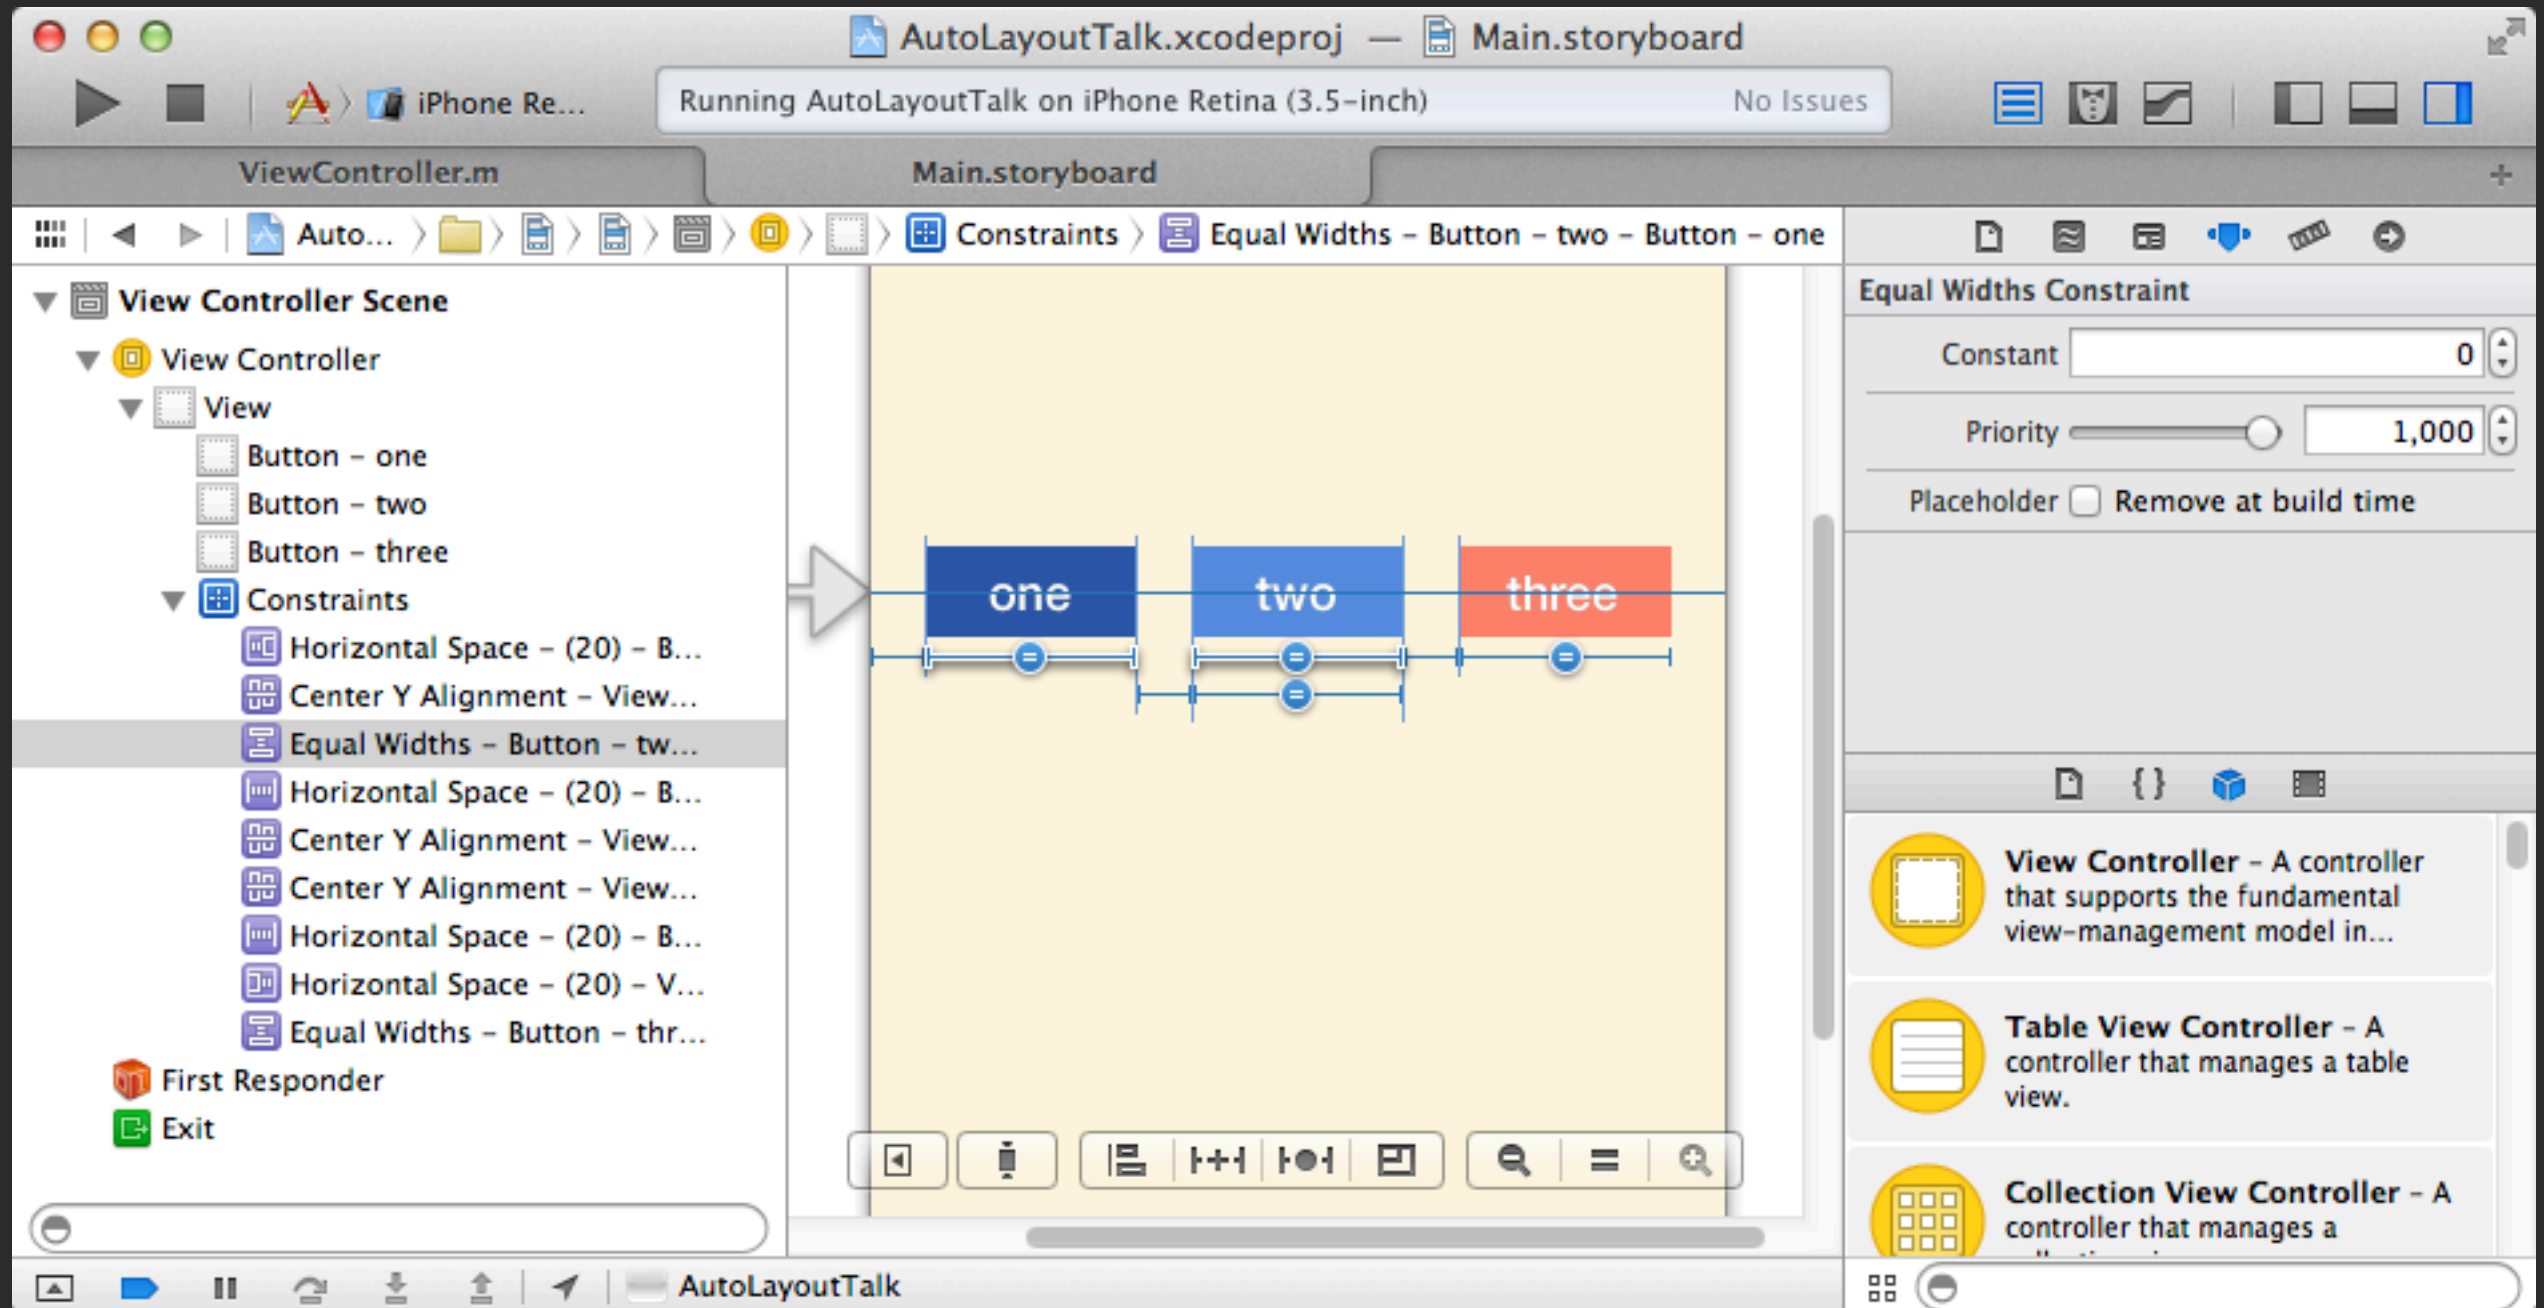 AutoLayoutTalk.xcodeproj — Main.storyboard
iPhone Re...
Running AutoLayoutTalk on iPhone Retina (3.5-inch)
No Issues
ViewController.m
Main.storyboard
Auto...
Constraints
Equal Widths - Button - two - Button - one
View Controller Scene
View Controller
View
Button - one
Button - two
Button - three
Constraints
Horizontal Space - (20) - B...
Center Y Alignment - View...
Equal Widths - Button - tw...
Horizontal Space - (20) - B...
Center Y Alignment - View...
Center Y Alignment - View...
Horizontal Space - (20) - B...
Horizontal Space - (20) - V...
Equal Widths - Button - thr...
First Responder
Exit
one
two
three
Equal Widths Constraint
Constant 0
Priority 1,000
Placeholder Remove at build time
View Controller - A controller
that supports the fundamental
view-management model in...
Table View Controller - A
controller that manages a table
view.
Collection View Controller - A
controller that manages a
AutoLayoutTalk